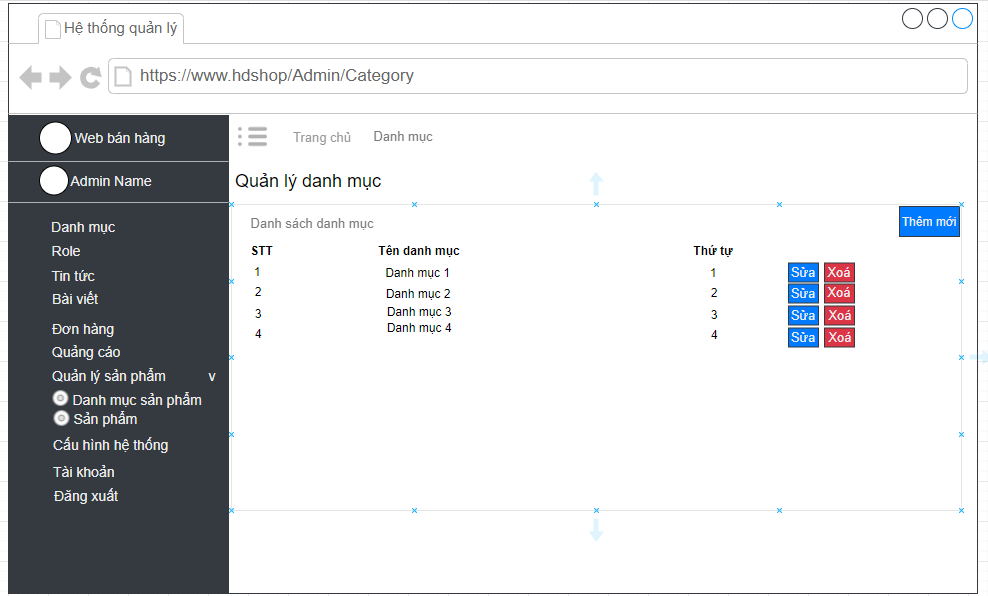 Hệ thống quản lý
https://www.hdshop/Admin/Category
Web bán hàng
Trang chủ Danh mục
Admin Name
Quản lý danh mục
Danh mục
Role
Tin tức
Bài viết
Đơn hàng
Quảng cáo
Quản lý sản phẩm v
Danh mục sản phẩm
Sản phẩm
Cấu hình hệ thống
Tài khoản
Đăng xuất
Danh sách danh mục Thêm mới
STT Tên danh mục Thứ tự
1 Danh mục 1 1 Sửa Xoá
2 Danh mục 2 2 Sửa Xoá
3 Danh mục 3 3 Sửa Xoá
4 Danh mục 4 4 Sửa Xoá